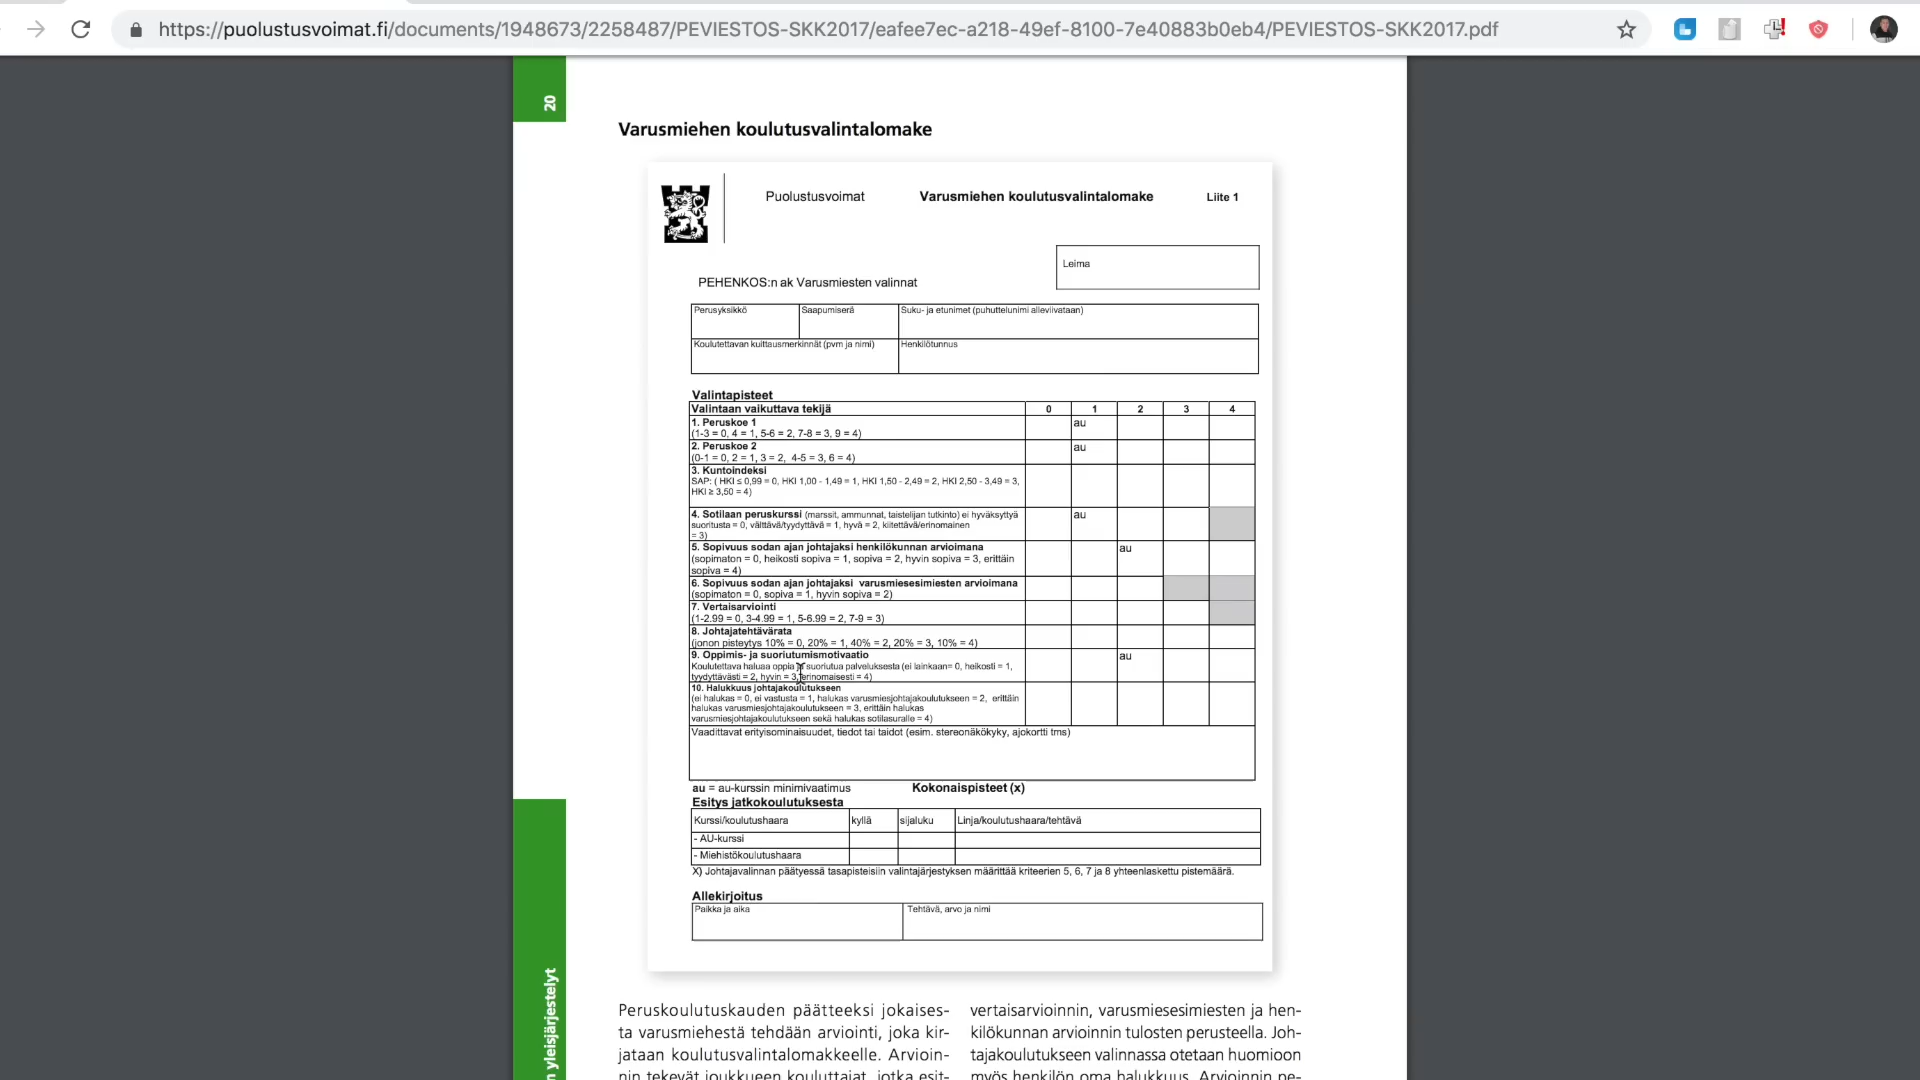 https://puolustusvoimat.fi/documents/1948673/2258487/PEVIESTOS-SKK2017/eafee7ec-a218-49ef-8100-7e40883b0eb4/PEVIESTOS-SKK2017.pdf
20
Varusmiehen koulutusvalintalomake
Puolustusvoimat Varusmiehen koulutusvalintalomake Liite 1
Leima
PEHENKOS:n ak Varusmiesten valinnat
Perusyksikkö Saapumiserä Suku- ja etunimet (puhuttelunimi alleviivataan)
Koulutettavan kuittausmerkinnät (pvm ja nimi) Henkilötunnus
Valintapisteet
Valintaan vaikuttava tekijä 0 1 2 3 4
1. Peruskoe 1 au
(1-3 = 0, 4 = 1, 5-6 = 2, 7-8 = 3, 9 = 4)
2. Peruskoe 2 au
(0-1 = 0, 2 = 1, 3 = 2, 4-5 = 3, 6 = 4)
3. Kuntoindeksi
SAP: ( HKI ≤ 0,99 = 0, HKI 1,00 - 1,49 = 1, HKI 1,50 - 2,49 = 2, HKI 2,50 - 3,49 = 3,
HKI ≥ 3,50 = 4)
4. Sotilaan peruskurssi (marssit, ammunnat, taistelijan tutkinto) ei hyväksyttyä au
suoritusta = 0, välttävä/tyydyttävä = 1, hyvä = 2, kiitettävä/erinomainen
= 3)
5. Sopivuus sodan ajan johtajaksi henkilökunnan arvioimana au
(sopimaton = 0, heikosti sopiva = 1, sopiva = 2, hyvin sopiva = 3, erittäin
sopiva = 4)
6. Sopivuus sodan ajan johtajaksi varusmiesesimiesten arvioimana
(sopimaton = 0, sopiva = 1, hyvin sopiva = 2)
7. Vertaisarviointi
(1-2.99 = 0, 3-4.99 = 1, 5-6.99 = 2, 7-9 = 3)
8. Johtajatehtävärata
(jonon pisteytys 10% = 0, 20% = 1, 40% = 2, 20% = 3, 10% = 4)
9. Oppimis- ja suoriutumismotivaatio au
Koulutettava haluaa oppia ja suoriutua palveluksesta (ei lainkaan= 0, heikosti = 1,
tyydyttävästi = 2, hyvin = 3, erinomaisesti = 4)
10. Halukkuus johtajakoulutukseen
(ei halukas = 0, ei vastusta = 1, halukas varusmiesjohtajakoulutukseen = 2, erittäin
halukas varusmiesjohtajakoulutukseen = 3, erittäin halukas
varusmiesjohtajakoulutukseen sekä halukas sotilasuralle = 4)
Vaadittavat erityisominaisuudet, tiedot tai taidot (esim. stereonäkökyky, ajokortti tms)
au = au-kurssin minimivaatimus Kokonaispisteet (x)
Esitys jatkokoulutuksesta
Kurssi/koulutushaara kyllä sijaluku Linja/koulutushaara/tehtävä
- AU-kurssi
- Miehistökoulutushaara
X) Johtajavalinnan päätyessä tasapisteisiin valintajärjestyksen määrittää kriteerien 5, 6, 7 ja 8 yhteenlaskettu pistemäärä.
Allekirjoitus
Paikka ja aika Tehtävä, arvo ja nimi
n yleisjärjestelyt
Peruskoulutuskauden päätteeksi jokaises-
ta varusmiehestä tehdään arviointi, joka kir-
jataan koulutusvalintalomakkeelle. Arvioin-
nin tekevät joukkueen kouluttajat, jotka esit-
vertaisarvioinnin, varusmiesesimiesten ja hen-
kilökunnan arvioinnin tulosten perusteella. Joh-
tajakoulutukseen valinnassa otetaan huomioon
myös henkilön oma halukkuus. Arvioinnin pe-